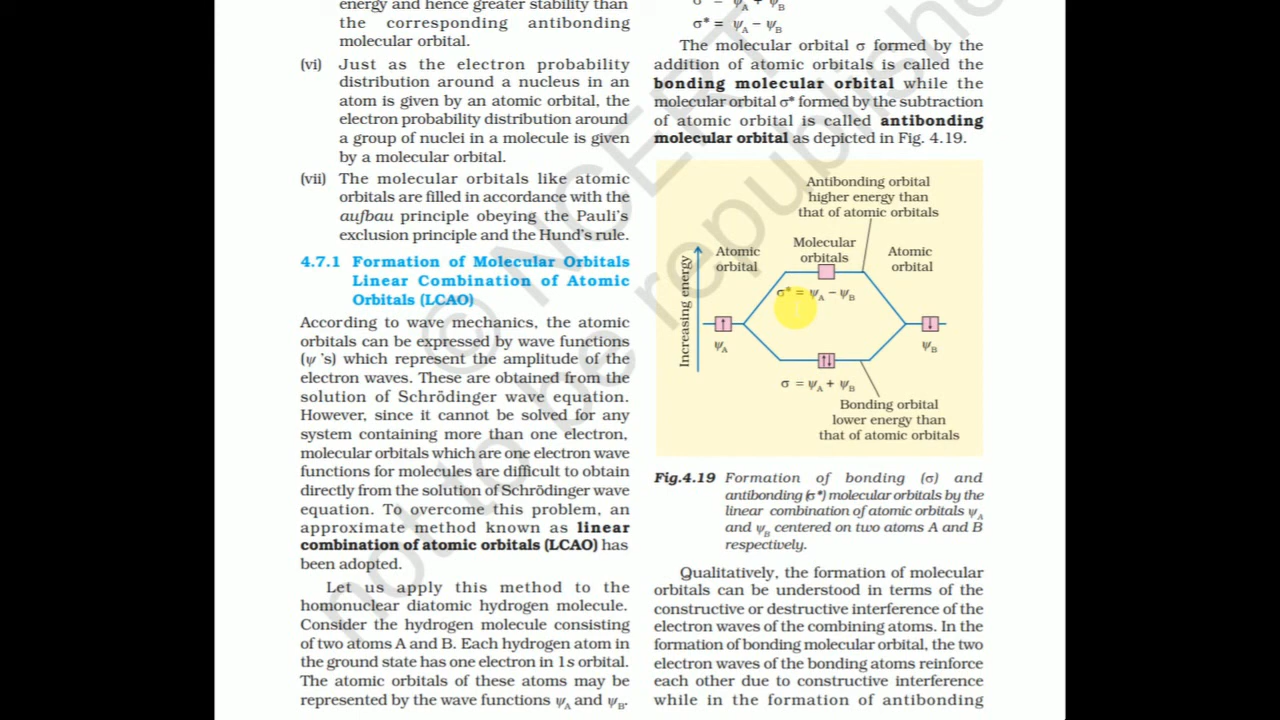 energy and hence greater stability than
the corresponding antibonding
molecular orbital.
(vi) Just as the electron probability
distribution around a nucleus in an
atom is given by an atomic orbital, the
electron probability distribution around
a group of nuclei in a molecule is given
by a molecular orbital.
(vii) The molecular orbitals like atomic
orbitals are filled in accordance with the
aufbau principle obeying the Pauli's
exclusion principle and the Hund's rule.
4.7.1 Formation of Molecular Orbitals
Linear Combination of Atomic
Orbitals (LCAO)
According to wave mechanics, the atomic
orbitals can be expressed by wave functions
(ψ 's) which represent the amplitude of the
electron waves. These are obtained from the
solution of Schrödinger wave equation.
However, since it cannot be solved for any
system containing more than one electron,
molecular orbitals which are one electron wave
functions for molecules are difficult to obtain
directly from the solution of Schrödinger wave
equation. To overcome this problem, an
approximate method known as linear
combination of atomic orbitals (LCAO) has
been adopted.
Let us apply this method to the
homonuclear diatomic hydrogen molecule.
Consider the hydrogen molecule consisting
of two atoms A and B. Each hydrogen atom in
the ground state has one electron in 1s orbital.
The atomic orbitals of these atoms may be
represented by the wave functions ψA and ψB.
σ = ψA + ψB
σ* = ψA − ψB
The molecular orbital σ formed by the
addition of atomic orbitals is called the
bonding molecular orbital while the
molecular orbital σ* formed by the subtraction
of atomic orbital is called antibonding
molecular orbital as depicted in Fig. 4.19.
Antibonding orbital
higher energy than
that of atomic orbitals
Increasing energy
Atomic
orbital
Molecular
orbitals
Atomic
orbital
σ* = ψA − ψB
ψA
ψB
σ = ψA + ψB
Bonding orbital
lower energy than
that of atomic orbitals
Fig.4.19 Formation of bonding (σ) and
antibonding (σ*) molecular orbitals by the
linear combination of atomic orbitals ψA
and ψB centered on two atoms A and B
respectively.
Qualitatively, the formation of molecular
orbitals can be understood in terms of the
constructive or destructive interference of the
electron waves of the combining atoms. In the
formation of bonding molecular orbital, the two
electron waves of the bonding atoms reinforce
each other due to constructive interference
while in the formation of antibonding
© NCERT
not to be republished